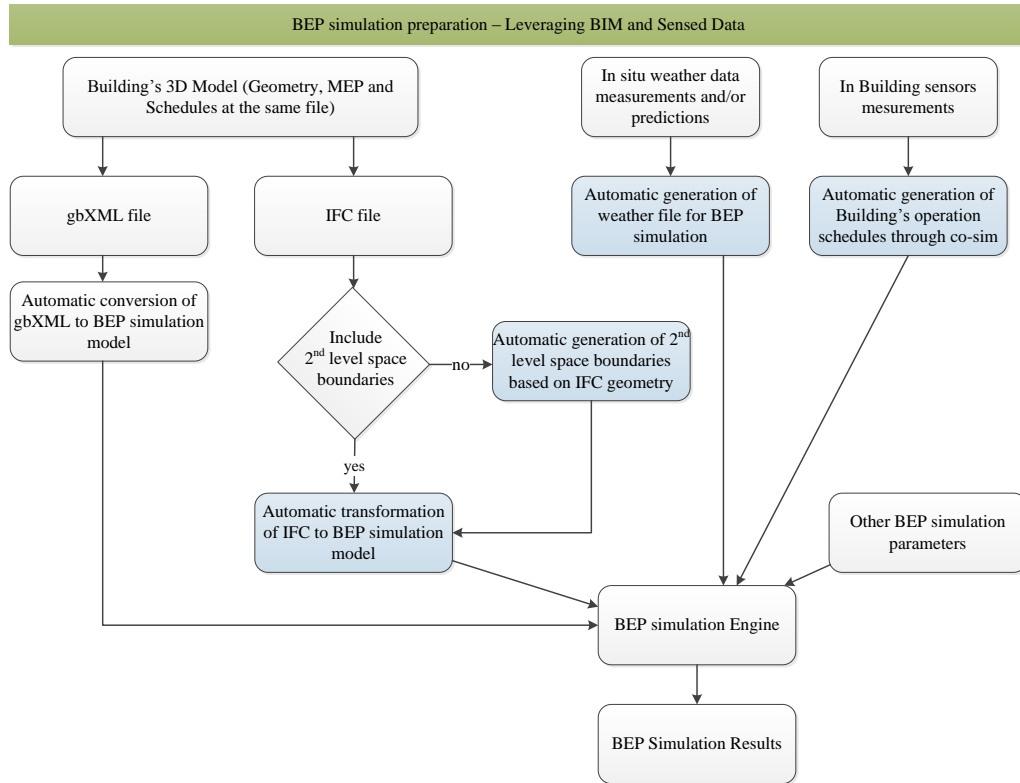 BEP simulation preparation – Leveraging BIM and Sensed Data
Building's 3D Model (Geometry, MEP and
Schedules at the same file)
In situ weather data
measurements and/or
predictions
In Building sensors
mesurements
gbXML file
IFC file
Automatic generation of
weather file for BEP
simulation
Automatic generation of
Building's operation
schedules through co-sim
Automatic conversion of
gbXML to BEP simulation
model
Include
2nd level space
boundaries
no
Automatic generation of 2nd
level space boundaries
based on IFC geometry
yes
Automatic transformation
of IFC to BEP simulation
model
Other BEP simulation
parameters
BEP simulation Engine
BEP Simulation Results